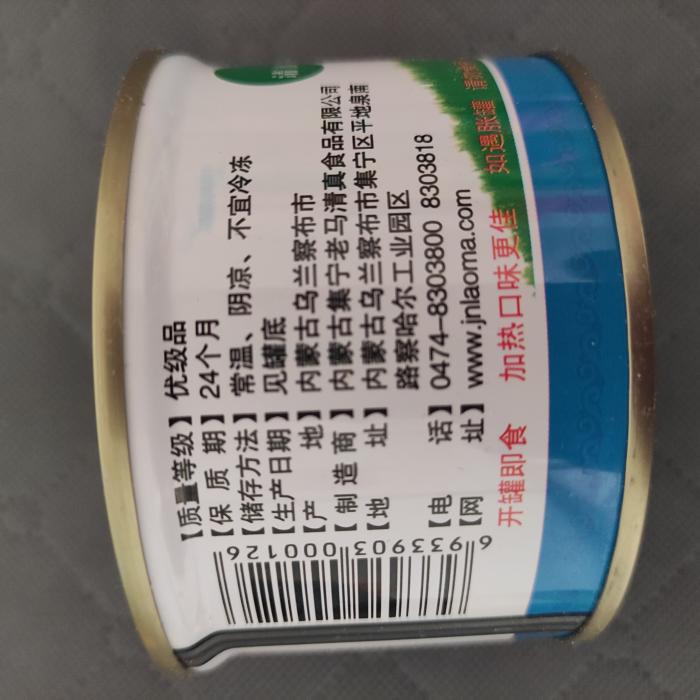 【质量等级】优级品
【保 质 期】24个月
【储存方法】常温、阴凉、不宜冷冻
【生产日期】见罐底
【产 地】内蒙古乌兰察布市
【制 造 商】内蒙古集宁老马清真食品有限公司
【地 址】内蒙古乌兰察布市集宁区平地泉南
路察哈尔工业园区
【电 话】0474-8303800 8303818
【网 址】www.jnlaoma.com
开罐即食 加热口味更佳 如遇胀罐
6 933903 000126